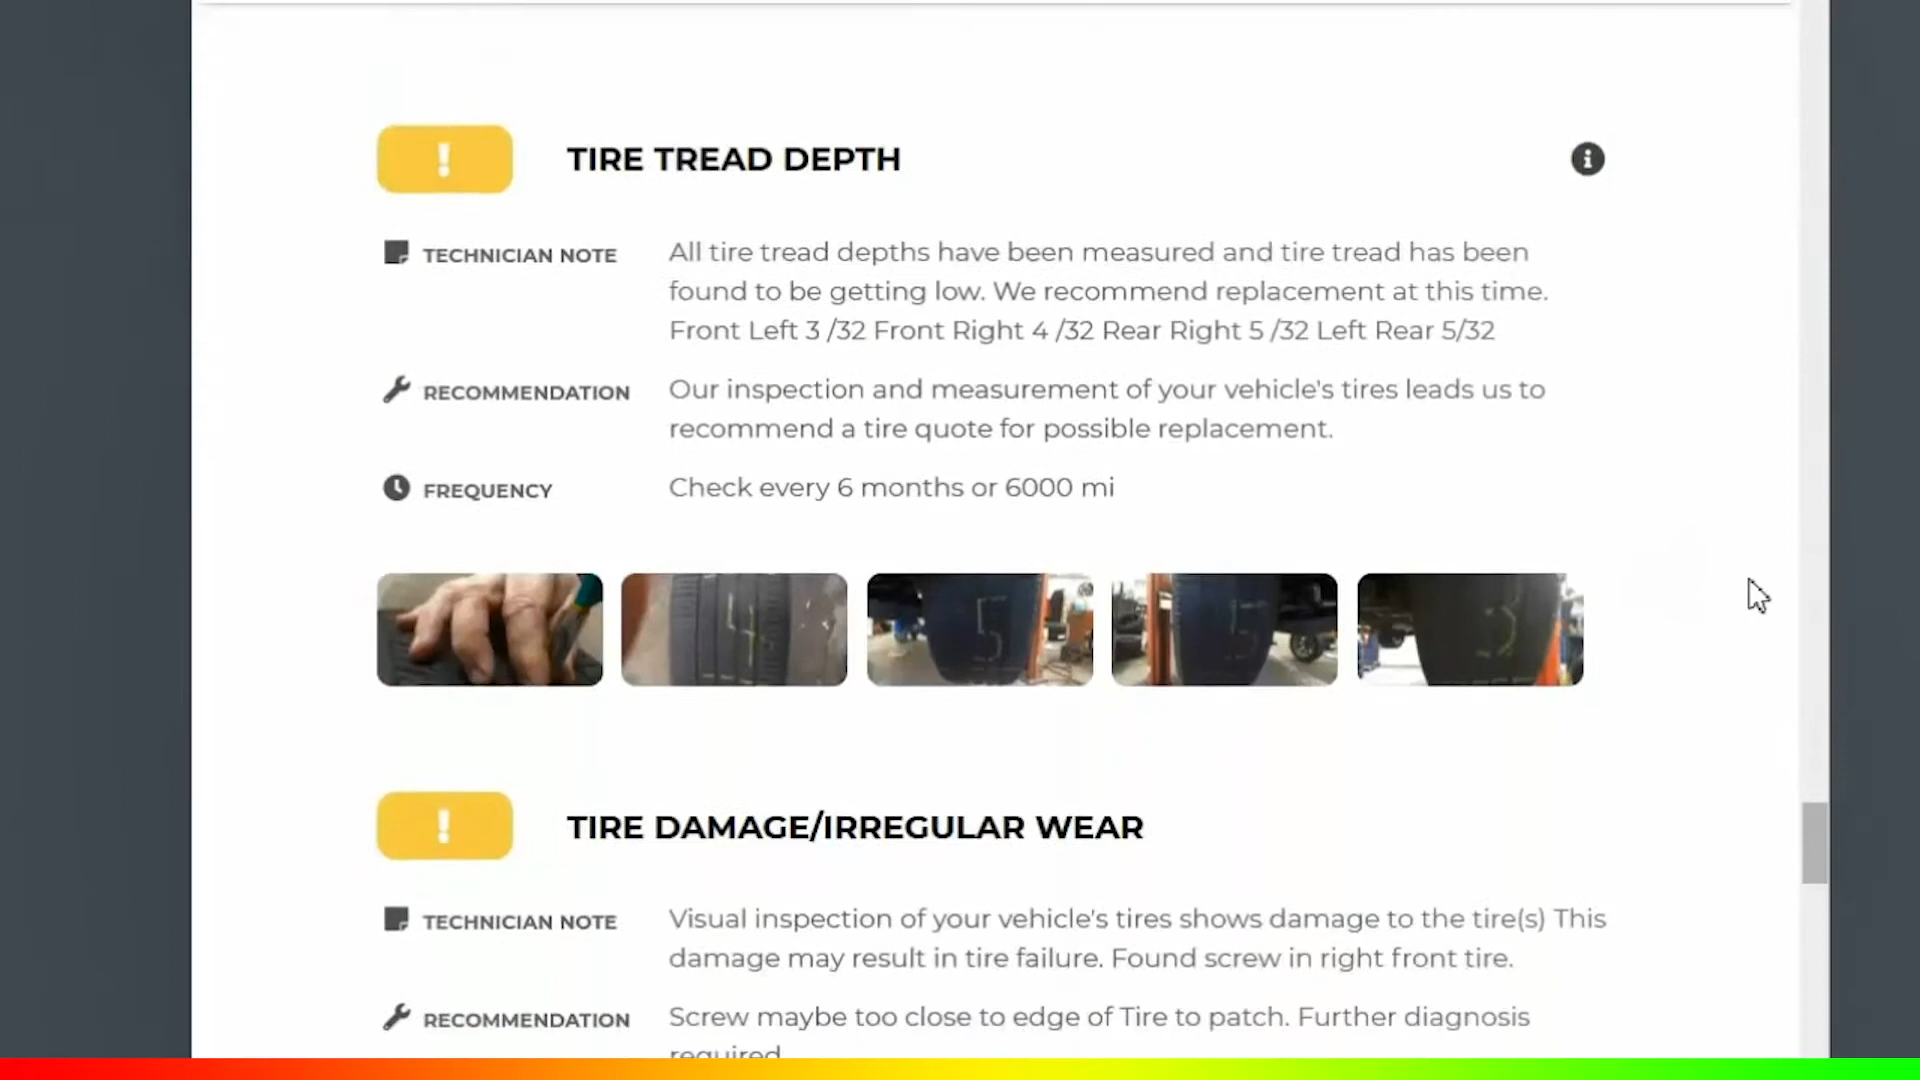 !
TIRE TREAD DEPTH
i
TECHNICIAN NOTE
All tire tread depths have been measured and tire tread has been
found to be getting low. We recommend replacement at this time.
Front Left 3 /32 Front Right 4 /32 Rear Right 5 /32 Left Rear 5/32
RECOMMENDATION
Our inspection and measurement of your vehicle's tires leads us to
recommend a tire quote for possible replacement.
FREQUENCY
Check every 6 months or 6000 mi
4 5 5 3
!
TIRE DAMAGE/IRREGULAR WEAR
TECHNICIAN NOTE
Visual inspection of your vehicle's tires shows damage to the tire(s) This
damage may result in tire failure. Found screw in right front tire.
RECOMMENDATION
Screw maybe too close to edge of Tire to patch. Further diagnosis
required